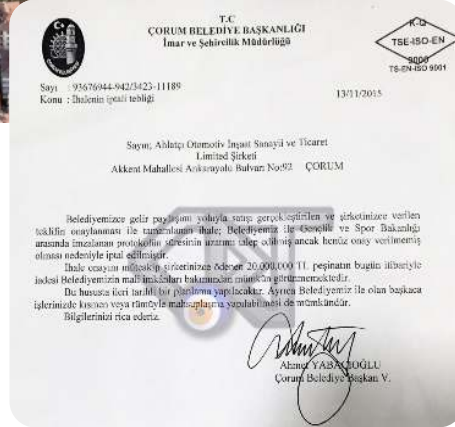 T.C
ÇORUM BELEDİYE BAŞKANLIĞI
İmar ve Şehircilik Müdürlüğü
K-Q
TSE-ISO-EN
9000
TS-EN-ISO 9001
Sayı : 93676944-942/3423-11189
Konu : İhalenin iptali tebliği
13/11/2015
Sayın; Ahlatçı Otomotiv İnşaat Sanayii ve Ticaret
Limited Şirketi
Akkent Mahallesi Ankarayolu Bulvarı No:92 ÇORUM
Belediyemizce gelir paylaşımı yoluyla satışı gerçekleştirilen ve şirketinizce verilen
teklifin onaylanması ile tamamlanan ihale; Belediyemiz ile Gençlik ve Spor Bakanlığı
arasında imzalanan protokolün süresinin uzatımı talep edilmiş ancak henüz onay verilmemiş
olması nedeniyle iptal edilmiştir.
İhale onayını müteakip şirketinizce ödenen 20.000.000 TL peşinatın bugün itibariyle
iadesi Belediyemizin mali imkânları bakımından mümkün görünmemektedir.
Bu hususta ileri tarihli bir planlama yapılacaktır. Ayrıca Belediyemiz ile olan başkaca
işlerinizde kısmen veya tümüyle mahsuplaşma yapılabilmesi de mümkündür.
Bilgilerinizi rica ederiz.
Ahmet YABACIOĞLU
Çorum Belediye Başkan V.